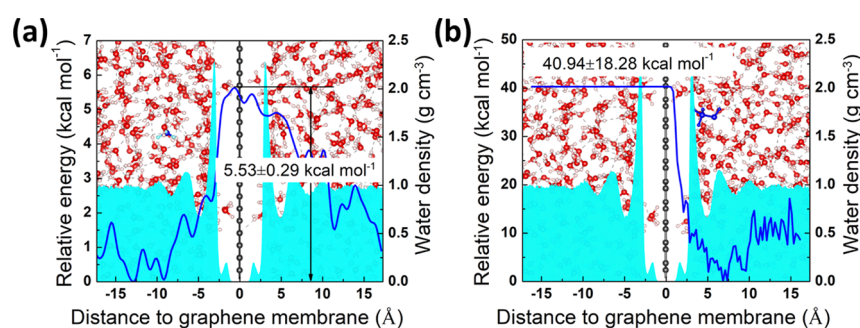 (a)
Relative energy (kcal mol-1)
7
6
5
4
3
2
1
0
5.53±0.29 kcal mol-1
2.5
2.0
1.5
1.0
0.5
0.0
Water density (g cm-3)
-15 -10 -5 0 5 10 15
Distance to graphene membrane (Å)
(b)
Relative energy (kcal mol-1)
50
40
30
20
10
0
40.94±18.28 kcal mol-1
2.5
2.0
1.5
1.0
0.5
0.0
Water density (g cm-3)
-15 -10 -5 0 5 10 15
Distance to graphene membrane (Å)